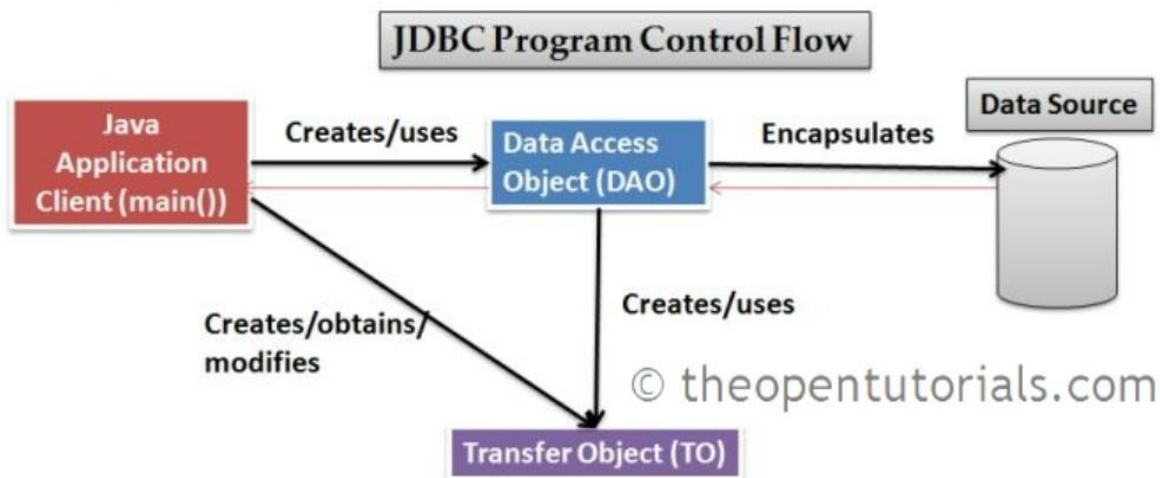 JDBC Program Control Flow
Java
Application
Client (main())
Creates/uses
Data Access
Object (DAO)
Encapsulates
Data Source
Creates/obtains/
modifies
Creates/uses
© theopentutorials.com
Transfer Object (TO)